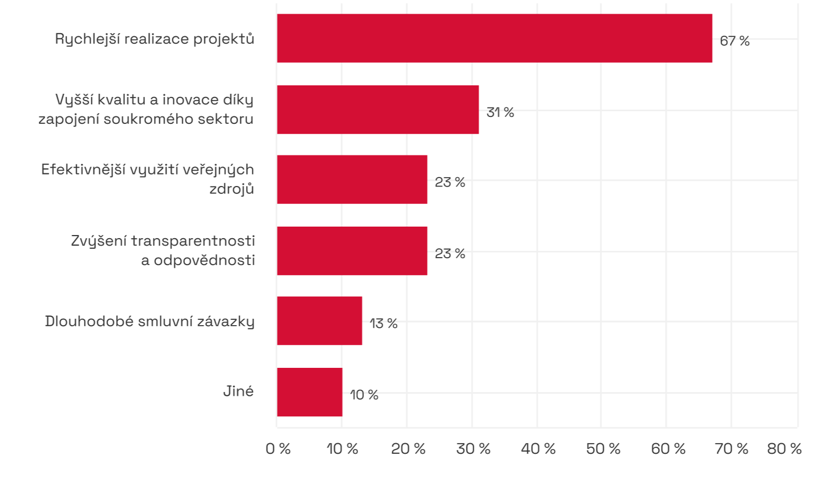 Rychlejší realizace projektů
67 %
Vyšší kvalitu a inovace díky
zapojení soukromého sektoru
31 %
Efektivnější využití veřejných
zdrojů
23 %
Zvýšení transparentnosti
a odpovědnosti
23 %
Dlouhodobé smluvní závazky
13 %
Jiné
10 %
0 % 10 % 20 % 30 % 40 % 50 % 60 % 70 % 80 %